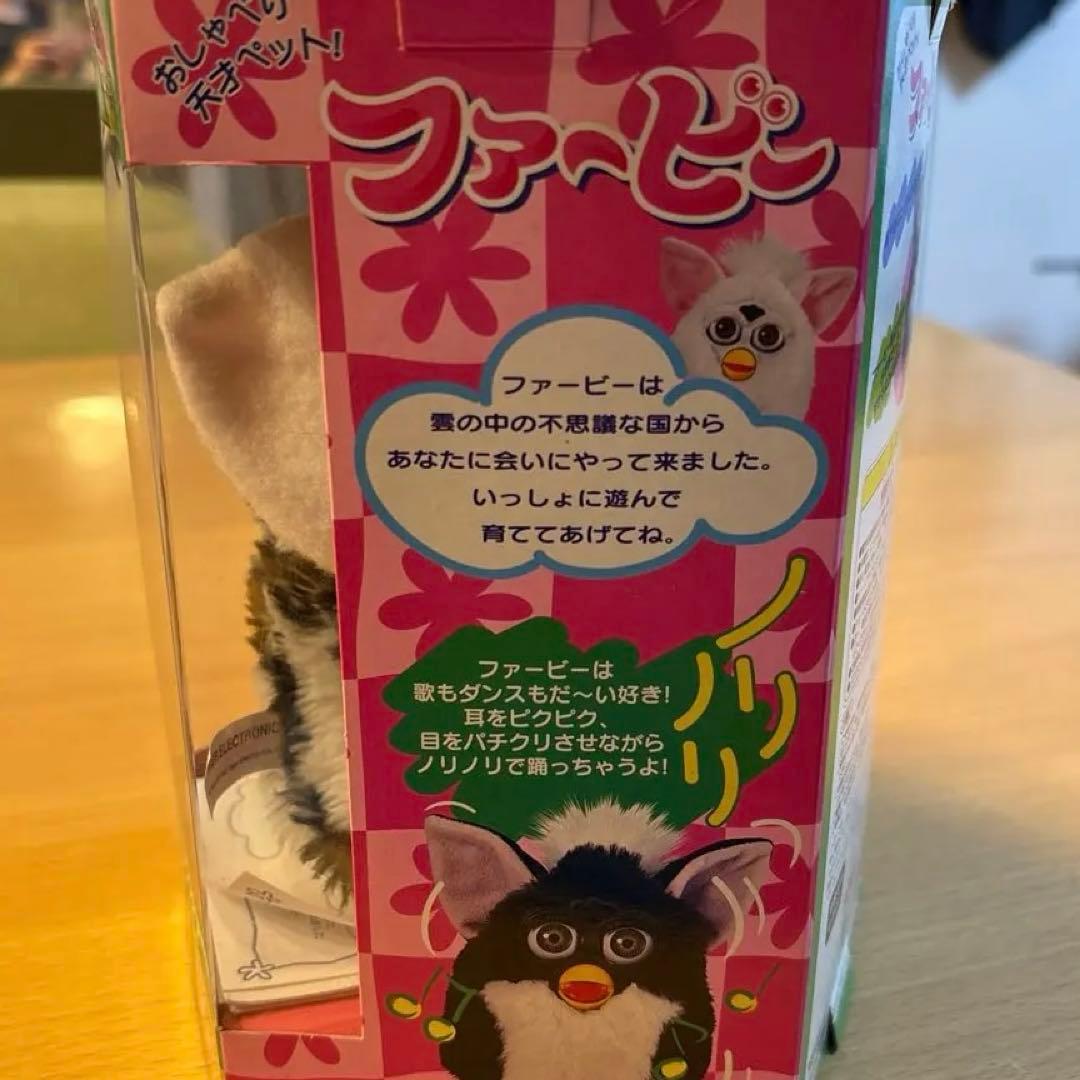 おしゃべり
天才ペット!
ファービー
ファービーは
雲の中の不思議な国から
あなたに会いにやって来ました。
いっしょに遊んで
育ててあげてね。
ファービーは
歌もダンスもだ〜い好き!
耳をピクピク、
目をパチクリさせながら
ノリノリで踊っちゃうよ!
ノリノリ
ELECTRONIC